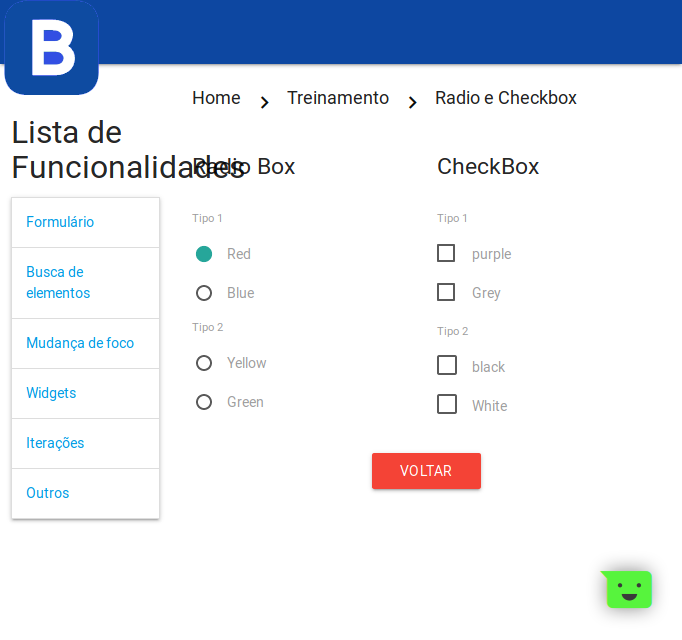 B
Home
Treinamento
Radio e Checkbox
Lista de
Funcionalidades
Formulário
Busca de
elementos
Mudança de foco
Widgets
Iterações
Outros
Radio Box
Tipo 1
Red
Blue
Tipo 2
Yellow
Green
CheckBox
Tipo 1
purple
Grey
Tipo 2
black
White
VOLTAR